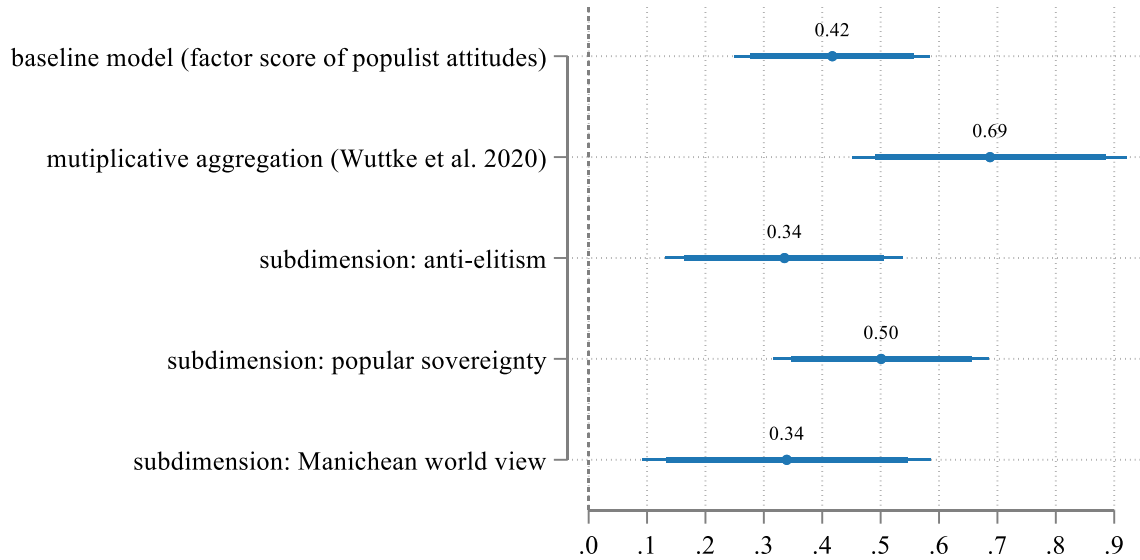 0.42
baseline model (factor score of populist attitudes)
0.69
mutiplicative aggregation (Wuttke et al. 2020)
0.34
subdimension: anti-elitism
0.50
subdimension: popular sovereignty
0.34
subdimension: Manichean world view
.0 .1 .2 .3 .4 .5 .6 .7 .8 .9